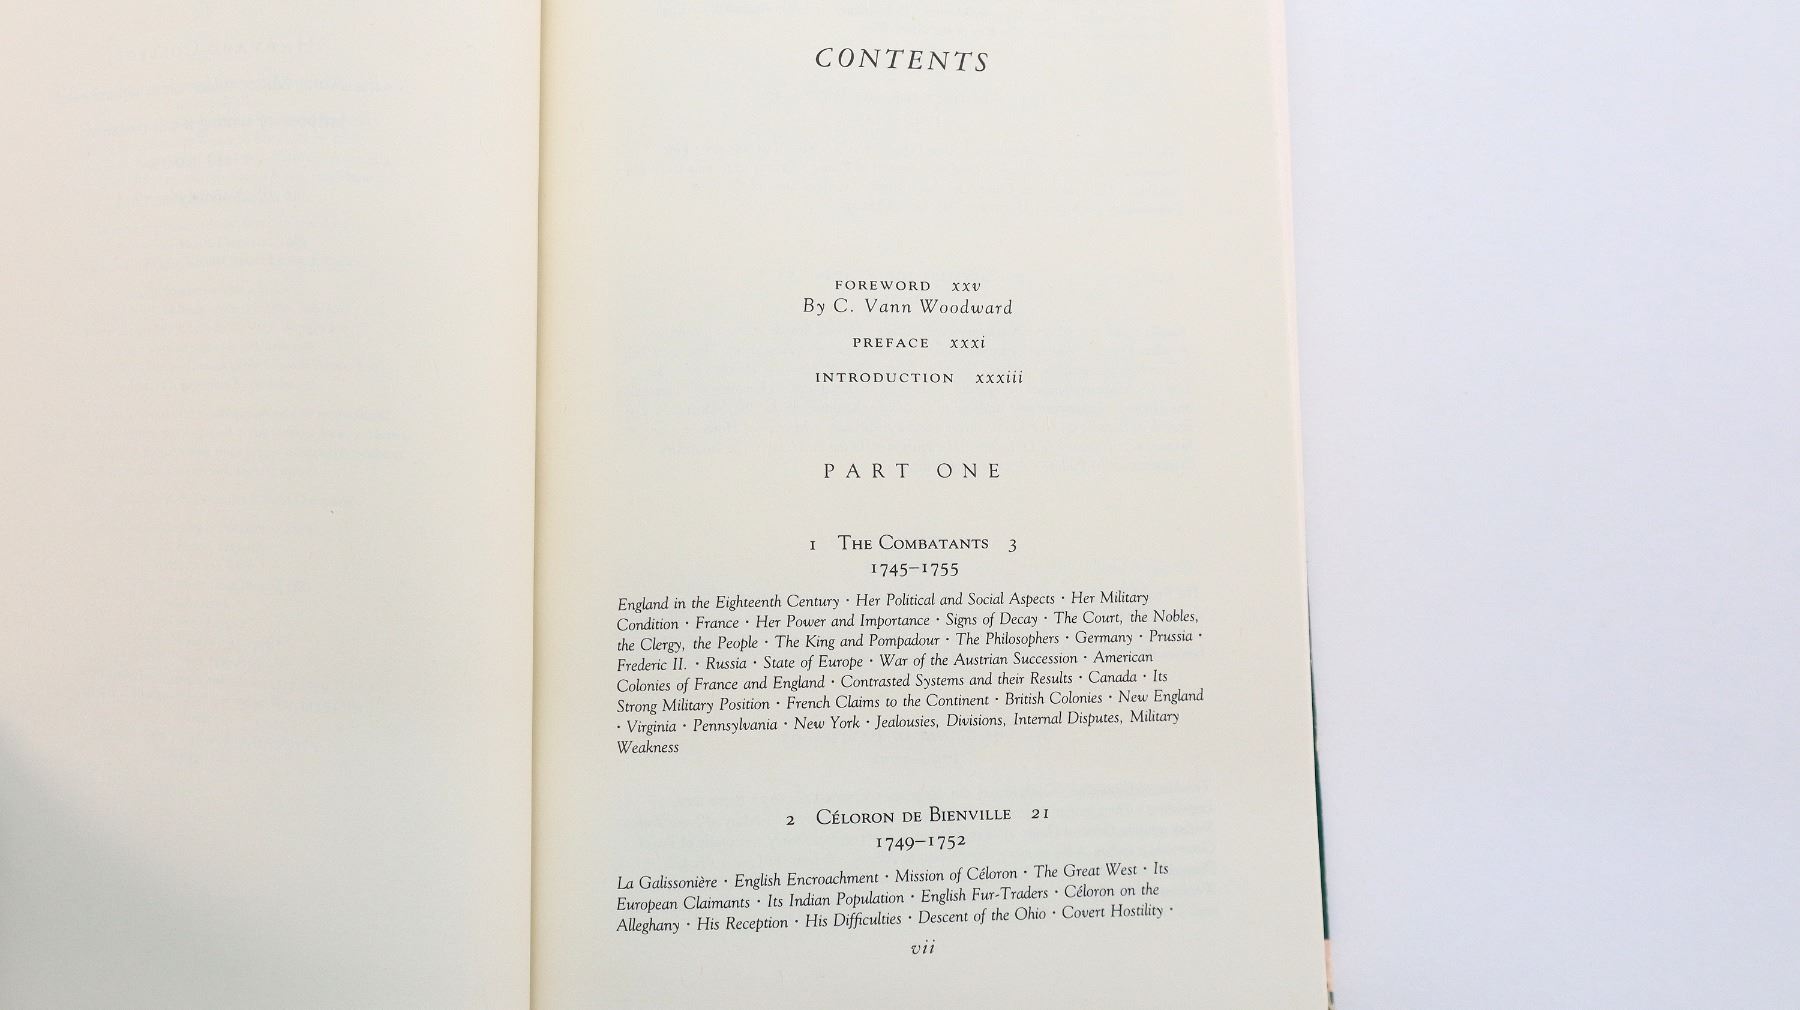 CONTENTS
FOREWORD xxv
By C. Vann Woodward
PREFACE xxxi
INTRODUCTION xxxiii
PART ONE
1 THE COMBATANTS 3
1745–1755
England in the Eighteenth Century · Her Political and Social Aspects · Her Military
Condition · France · Her Power and Importance · Signs of Decay · The Court, the Nobles,
the Clergy, the People · The King and Pompadour · The Philosophers · Germany · Prussia ·
Frederic II. · Russia · State of Europe · War of the Austrian Succession · American
Colonies of France and England · Contrasted Systems and their Results · Canada · Its
Strong Military Position · French Claims to the Continent · British Colonies · New England
· Virginia · Pennsylvania · New York · Jealousies, Divisions, Internal Disputes, Military
Weakness
2 CÉLORON DE BIENVILLE 21
1749–1752
La Galissonière · English Encroachment · Mission of Céloron · The Great West · Its
European Claimants · Its Indian Population · English Fur-Traders · Céloron on the
Alleghany · His Reception · His Difficulties · Descent of the Ohio · Covert Hostility ·
vii